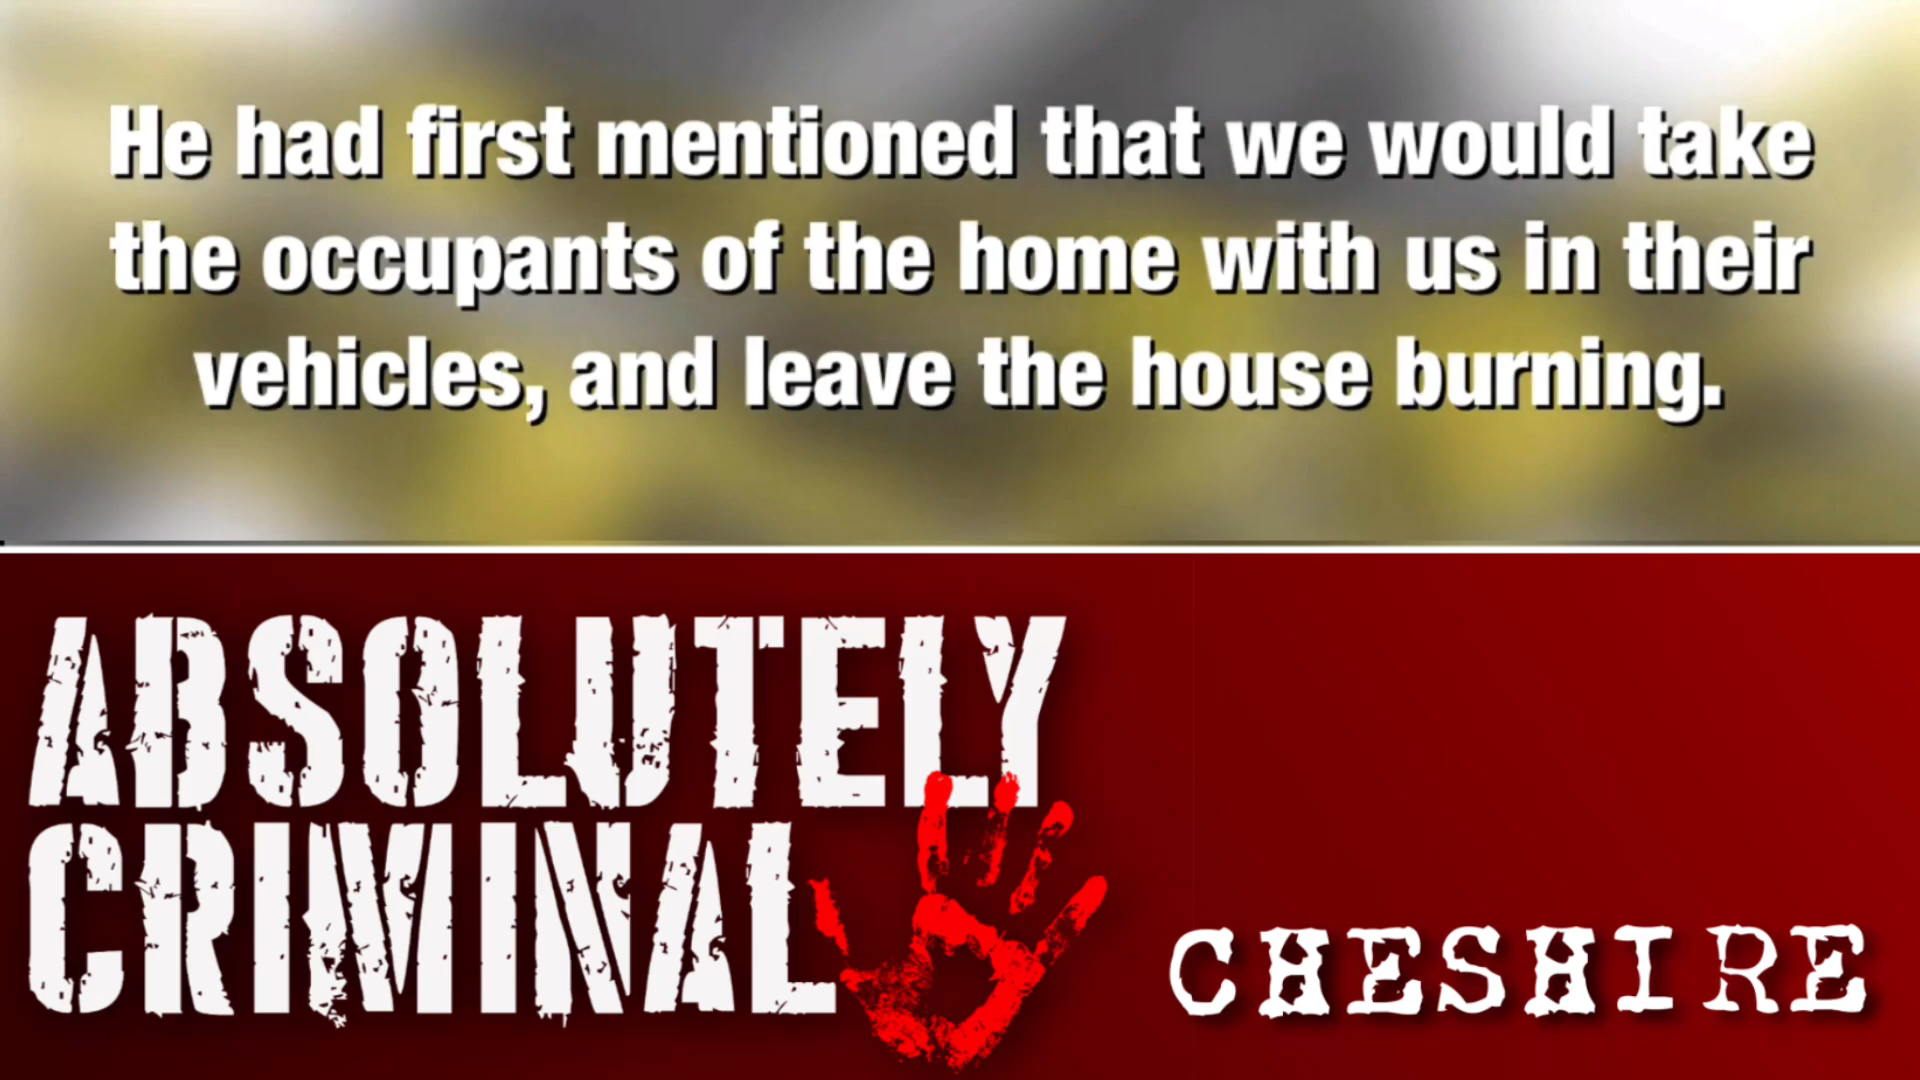 He had first mentioned that we would take
the occupants of the home with us in their
vehicles, and leave the house burning.
ABSOLUTELY
CRIMINAL
CHESHIRE